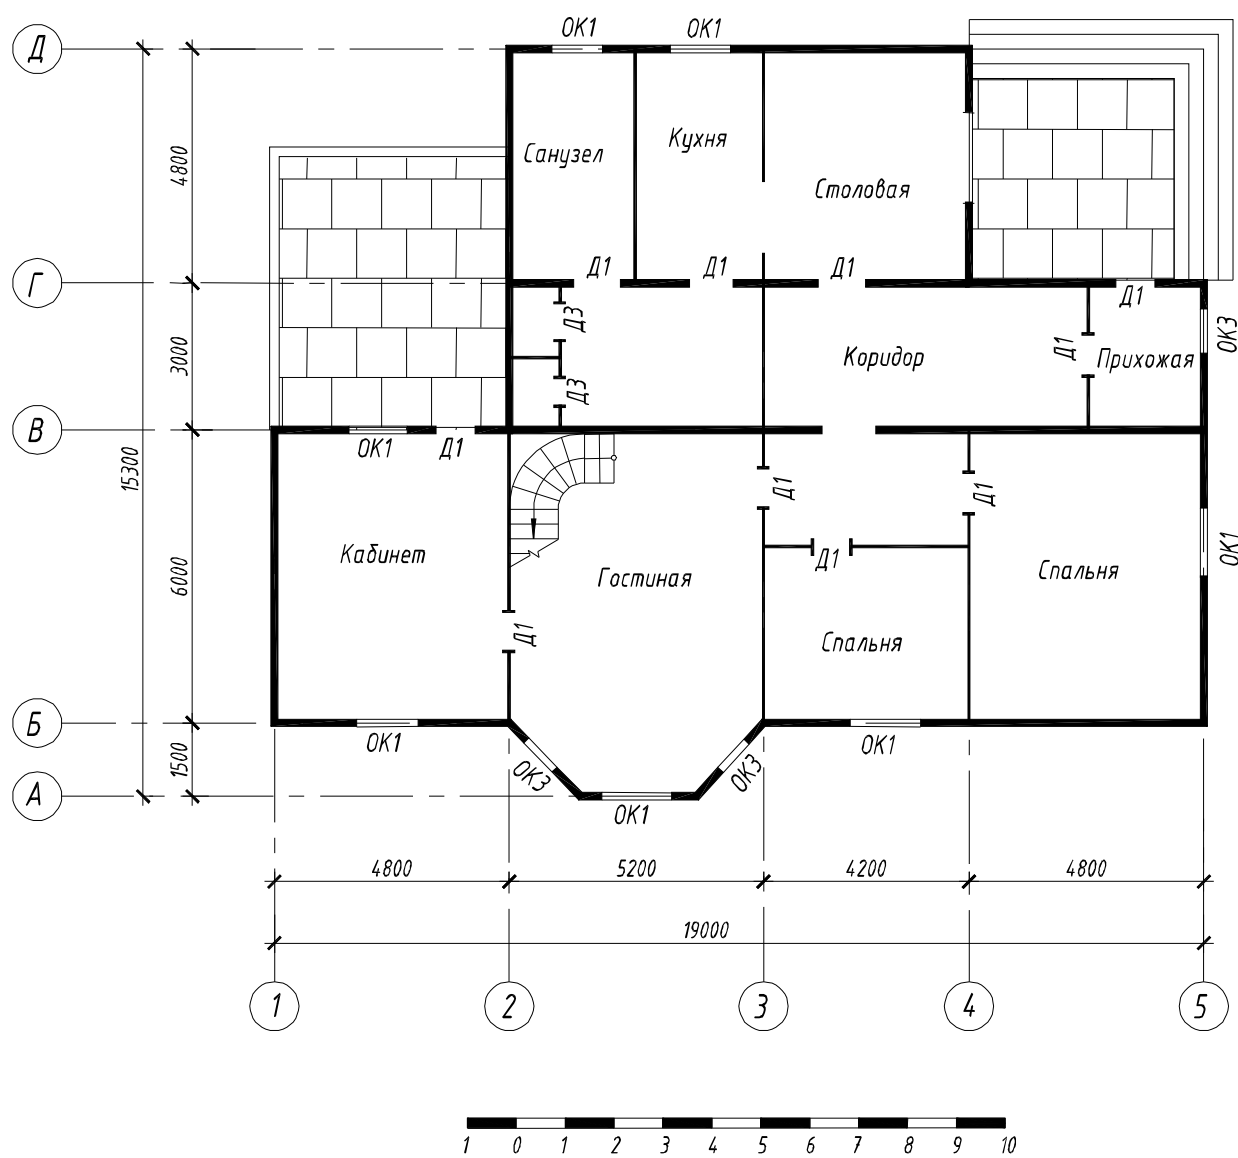 ОК1 ОК1
Д
Кухня
Санузел
4800
Столовая
Д1 Д1 Д1
Г
Д1
Д3
ОК3
3000
Коридор
Д1
Прихожая
Д3
В
ОК1 Д1
15300
Д1
Д1
ОК1
Кабинет
Д1
6000
Гостиная
Спальня
Д1
Спальня
Б
ОК1
ОК1
1500
ОК3
ОК3
А
ОК1
4800 5200 4200 4800
19000
1 2 3 4 5
1 0 1 2 3 4 5 6 7 8 9 10